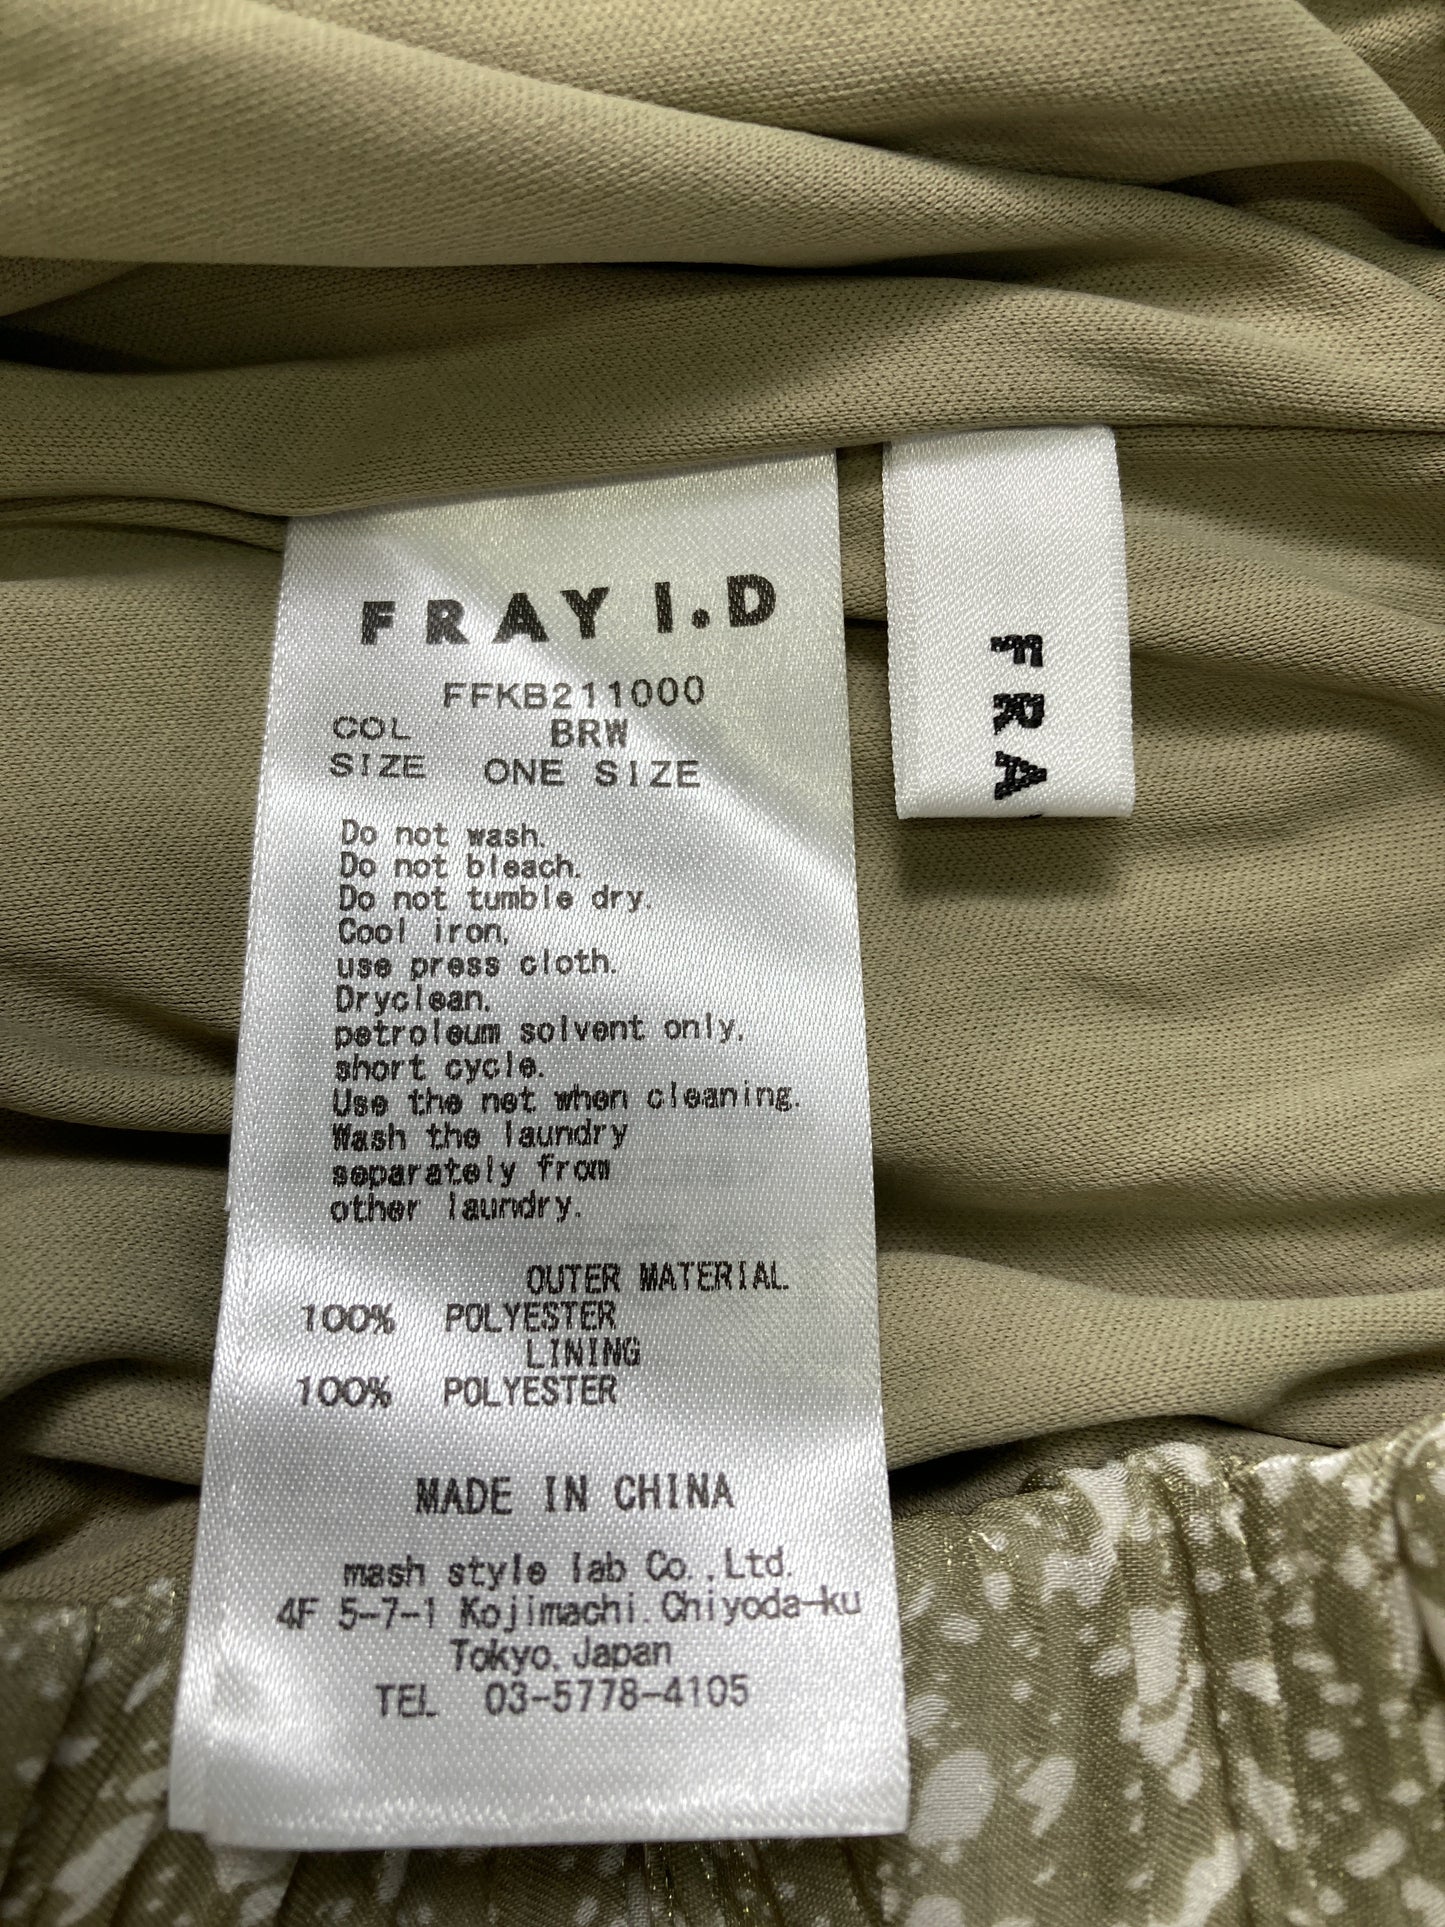 FRAY I.D
FFKB211000
COL BRW
SIZE ONE SIZE
Do not wash.
Do not bleach.
Do not tumble dry.
Cool iron,
use press cloth.
Dryclean,
petroleum solvent only,
short cycle.
Use the net when cleaning.
Wash the laundry
separately from
other laundry.
OUTER MATERIAL
100% POLYESTER
LINING
100% POLYESTER
MADE IN CHINA
mash style lab Co.,Ltd.
4F 5-7-1 Kojimachi.Chiyoda-ku
Tokyo,Japan
TEL 03-5778-4105
FRA